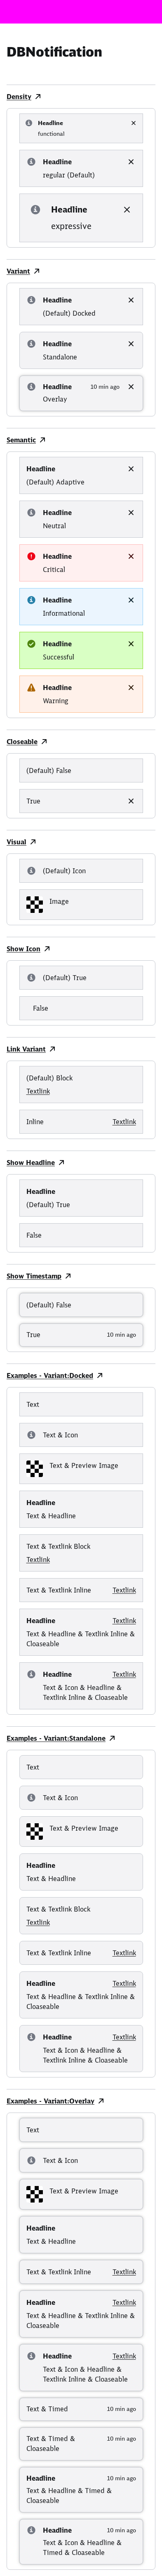 DBNotification
Density
Headline
functional
Headline
regular (Default)
Headline
expressive
Variant
Headline
(Default) Docked
Headline
Standalone
Headline 10 min ago
Overlay
Semantic
Headline
(Default) Adaptive
Headline
Neutral
Headline
Critical
Headline
Informational
Headline
Successful
Headline
Warning
Closeable
(Default) False
True
Visual
(Default) Icon
Image
Show Icon
(Default) True
False
Link Variant
(Default) Block
Textlink
Inline Textlink
Show Headline
Headline
(Default) True
False
Show Timestamp
(Default) False
True 10 min ago
Examples - Variant:Docked
Text
Text & Icon
Text & Preview Image
Headline
Text & Headline
Text & Textlink Block
Textlink
Text & Textlink Inline Textlink
Headline Textlink
Text & Headline & Textlink Inline &
Cloaseable
Headline Textlink
Text & Icon & Headline &
Textlink Inline & Cloaseable
Examples - Variant:Standalone
Text
Text & Icon
Text & Preview Image
Headline
Text & Headline
Text & Textlink Block
Textlink
Text & Textlink Inline Textlink
Headline Textlink
Text & Headline & Textlink Inline &
Cloaseable
Headline Textlink
Text & Icon & Headline &
Textlink Inline & Cloaseable
Examples - Variant:Overlay
Text
Text & Icon
Text & Preview Image
Headline
Text & Headline
Text & Textlink Inline Textlink
Headline Textlink
Text & Headline & Textlink Inline &
Cloaseable
Headline Textlink
Text & Icon & Headline &
Textlink Inline & Cloaseable
Text & Timed 10 min ago
Text & Timed & 10 min ago
Cloaseable
Headline 10 min ago
Text & Headline & Timed &
Cloaseable
Headline 10 min ago
Text & Icon & Headline &
Timed & Cloaseable